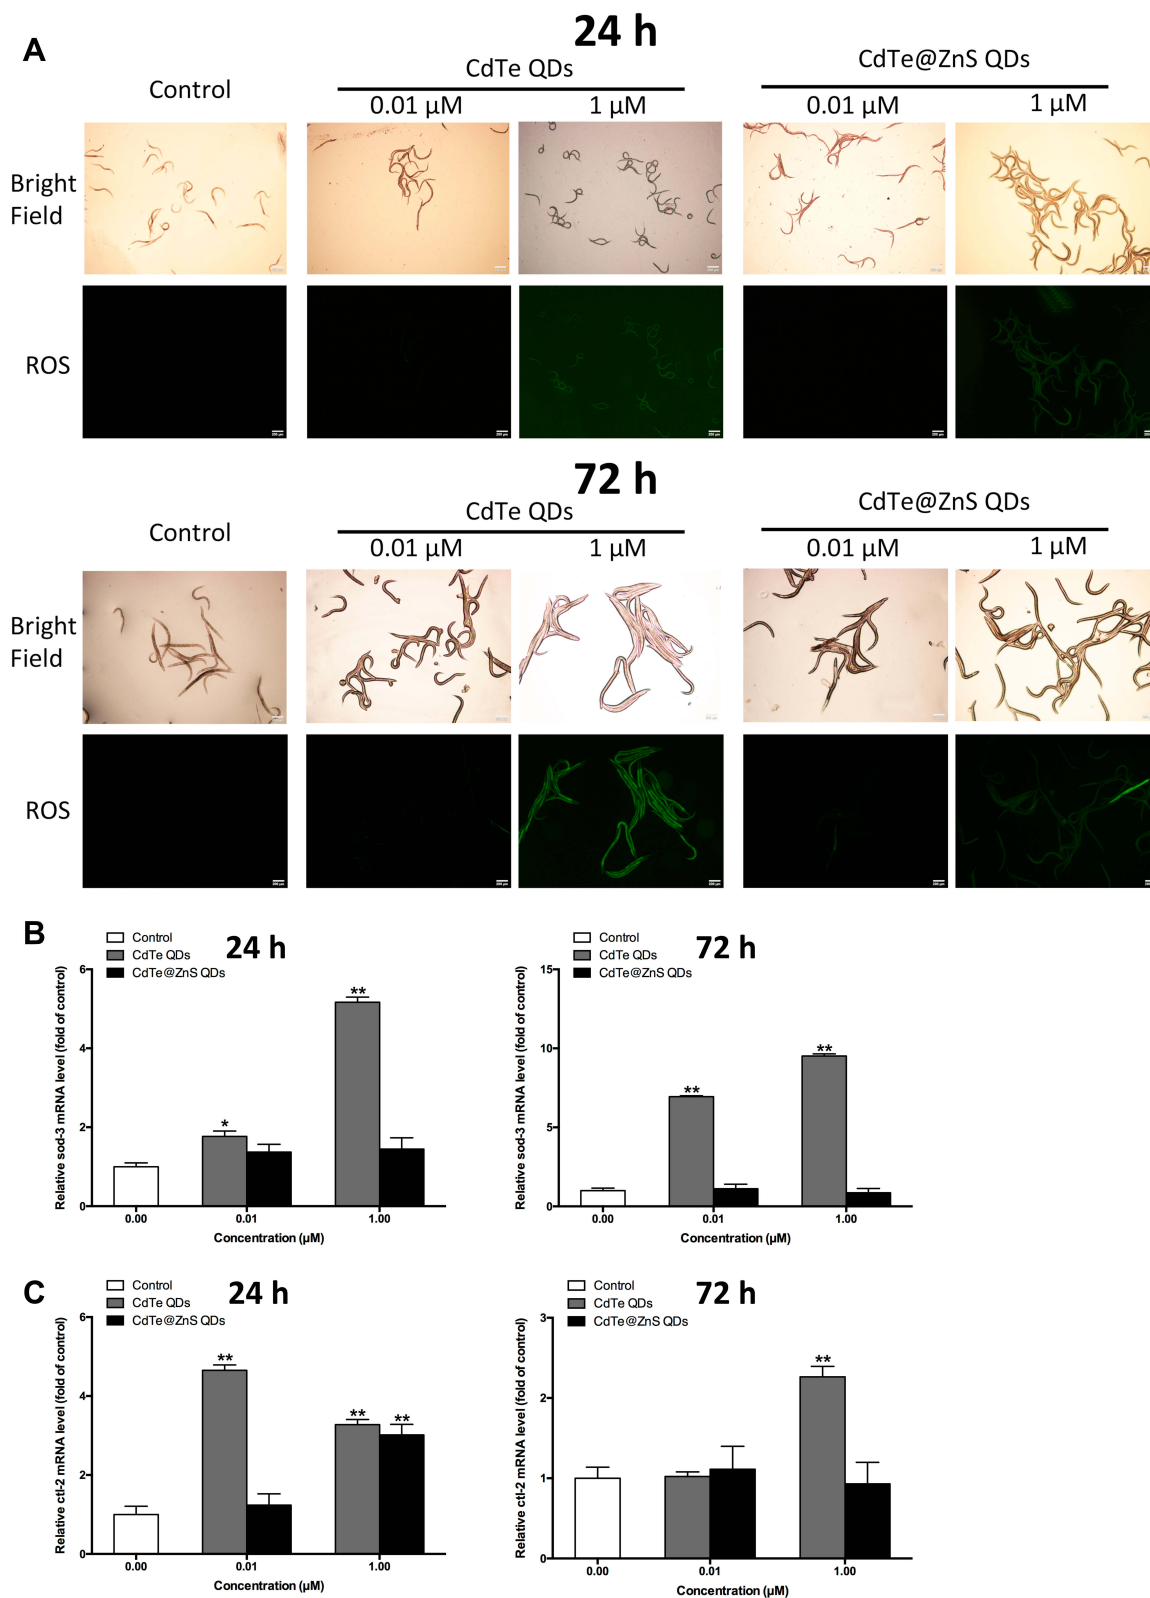 A
24 h
Control
CdTe QDs
CdTe@ZnS QDs
0.01 µM
1 µM
0.01 µM
1 µM
Bright
Field
ROS
72 h
Control
CdTe QDs
CdTe@ZnS QDs
0.01 µM
1 µM
0.01 µM
1 µM
Bright
Field
ROS
B
Control
CdTe QDs
CdTe@ZnS QDs
24 h
Relative sod-3 mRNA level (fold of control)
6
4
2
0
*
**
0.00
0.01
1.00
Concentration (µM)
Control
CdTe QDs
CdTe@ZnS QDs
72 h
Relative sod-3 mRNA level (fold of control)
15
10
5
0
**
**
0.00
0.01
1.00
Concentration (µM)
C
Control
CdTe QDs
CdTe@ZnS QDs
24 h
Relative ctl-2 mRNA level (fold of control)
6
4
2
0
**
**
**
0.00
0.01
1.00
Concentration (µM)
Control
CdTe QDs
CdTe@ZnS QDs
72 h
Relative ctl-2 mRNA level (fold of control)
3
2
1
0
**
0.00
0.01
1.00
Concentration (µM)